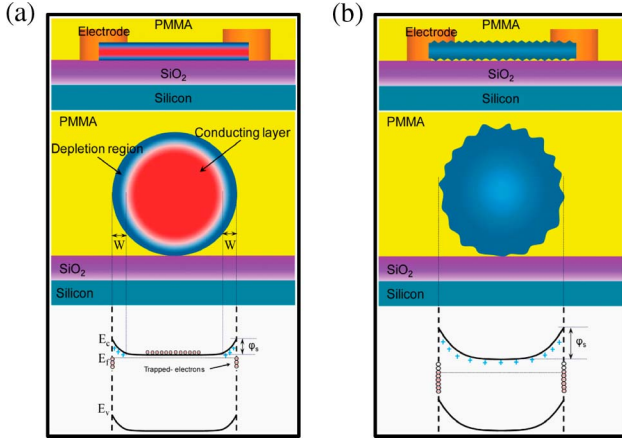 (a)
PMMA
Electrode
SiO2
Silicon
PMMA
Conducting layer
Depletion region
W
W
SiO2
Silicon
Ec
φs
Ef
Trapped- electrons
Ev
(b)
PMMA
Electrode
SiO2
Silicon
PMMA
SiO2
Silicon
φs